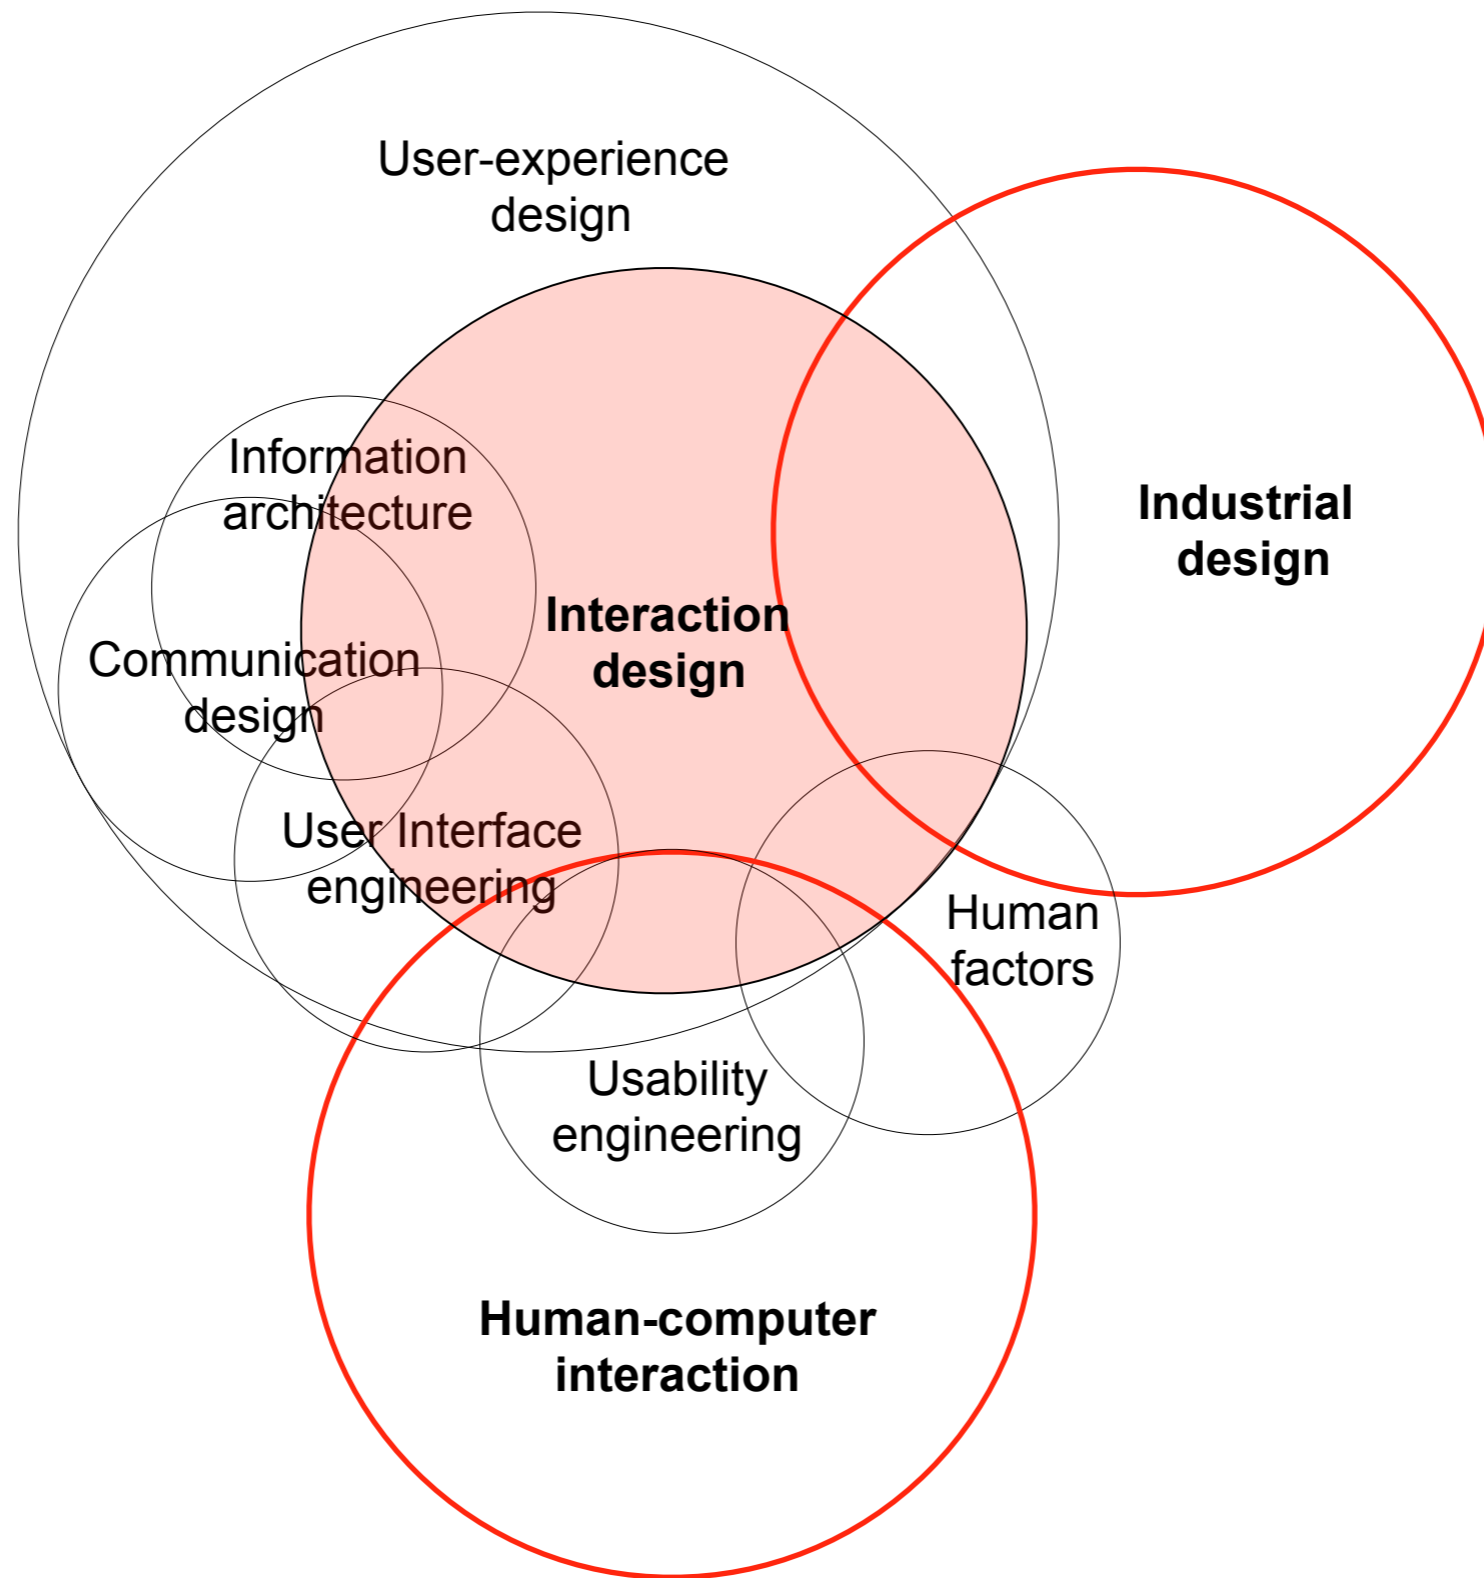 User-experience
design
Information
architecture
Industrial
design
Interaction
design
Communication
design
User Interface
engineering
Human
factors
Usability
engineering
Human-computer
interaction